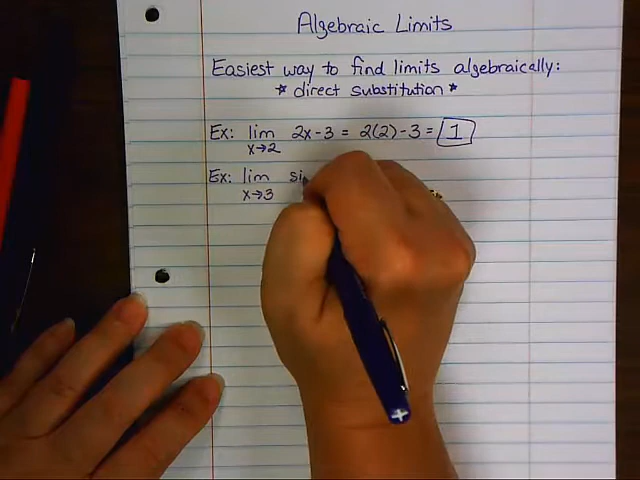 Algebraic Limits
Easiest way to find limits algebraically:
* direct substitution *
Ex: lim 2x-3 = 2(2)-3 = 1
x→2
Ex: lim si
x→3